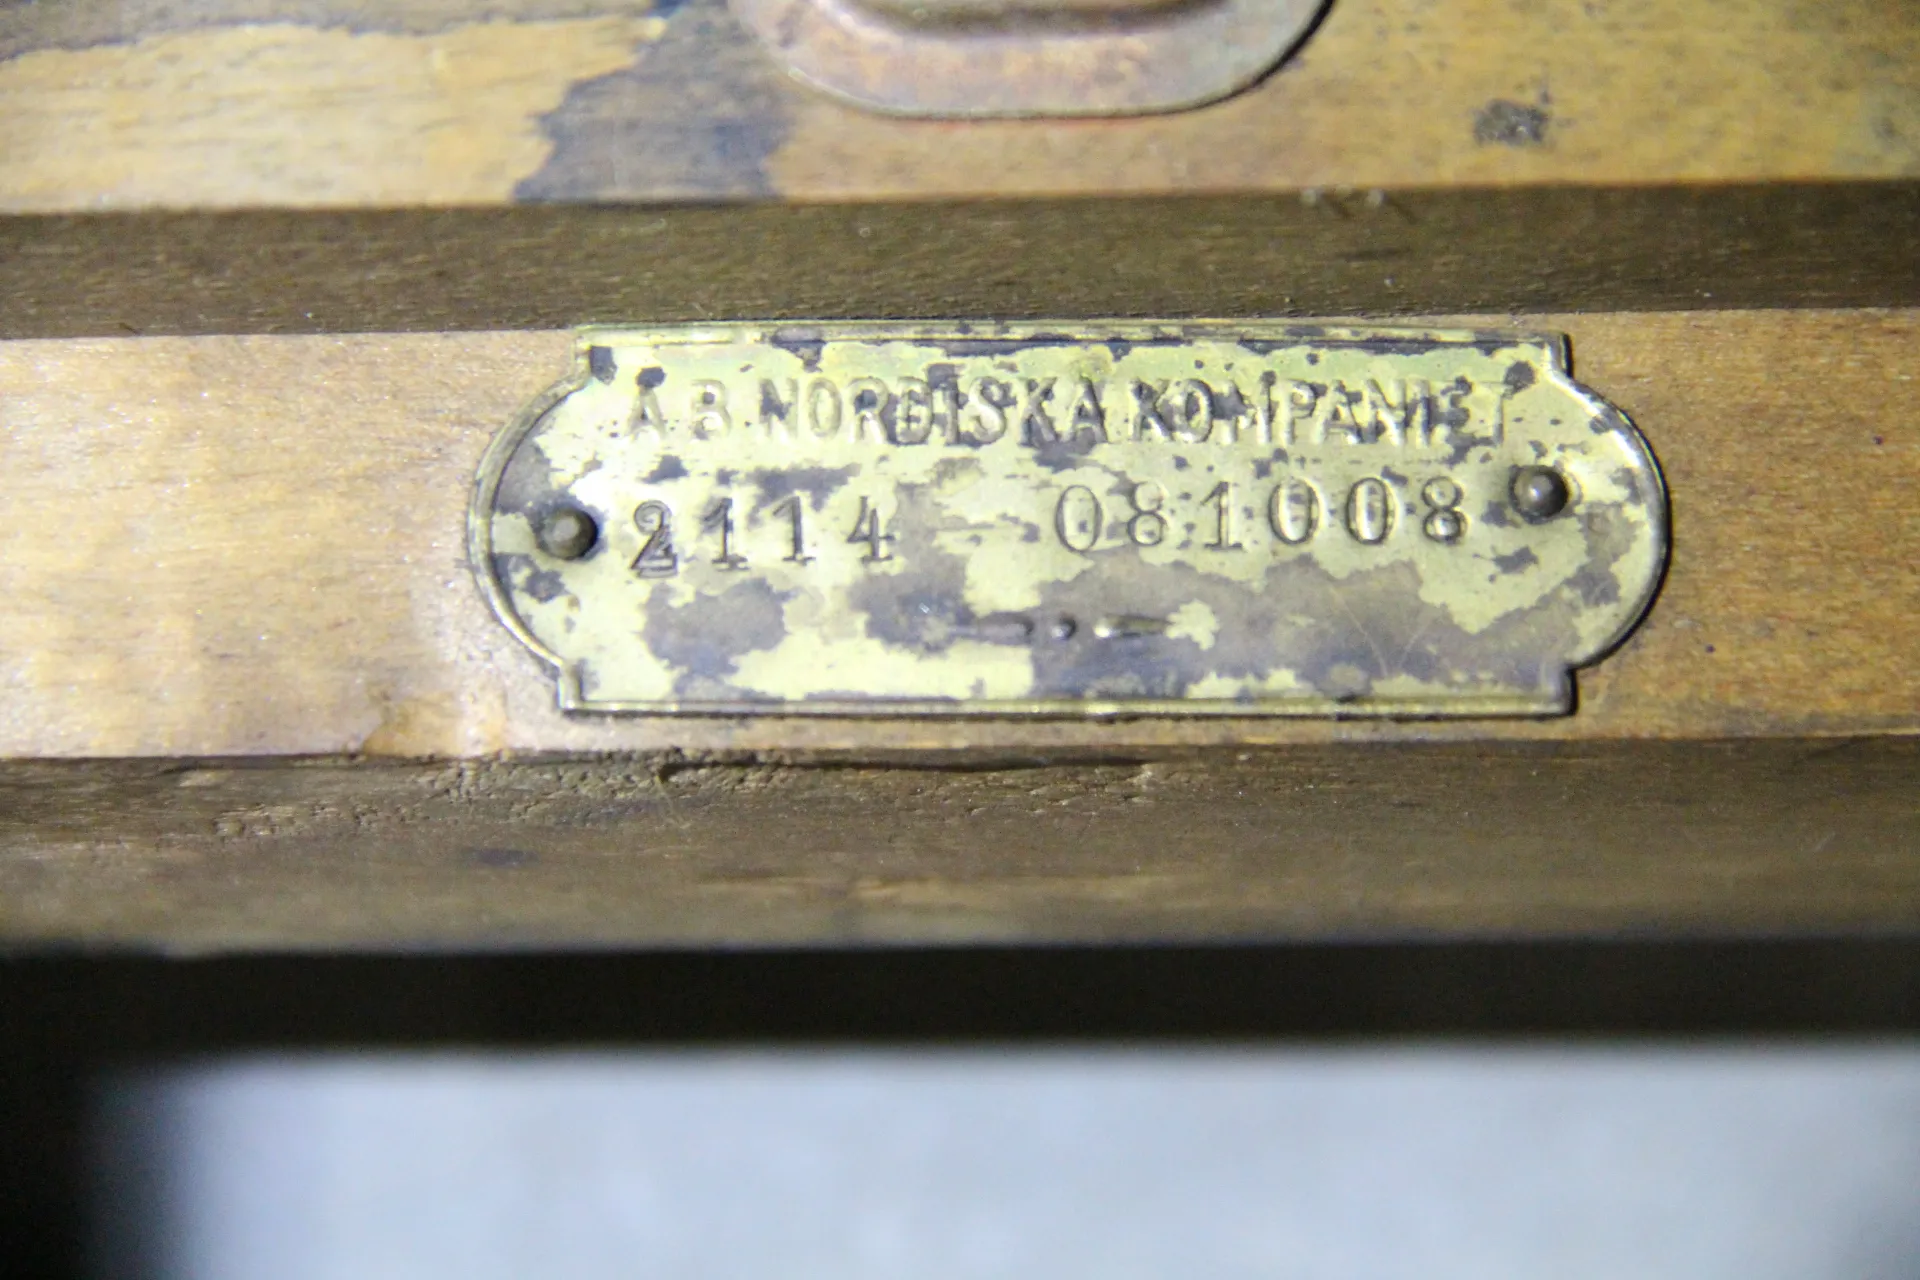 A B NORDISKA KOMPANIET
2114 — 081008